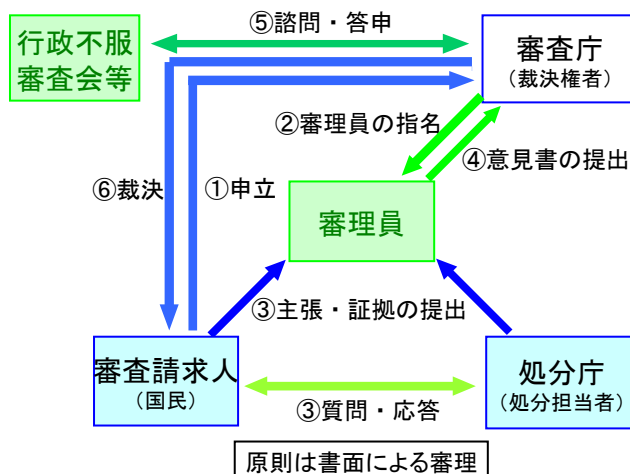 行政不服
審査会等
⑤諮問・答申
審査庁
（裁決権者）
②審理員の指名
④意見書の提出
⑥裁決
①申立
審理員
③主張・証拠の提出
審査請求人
（国民）
③質問・応答
処分庁
（処分担当者）
原則は書面による審理